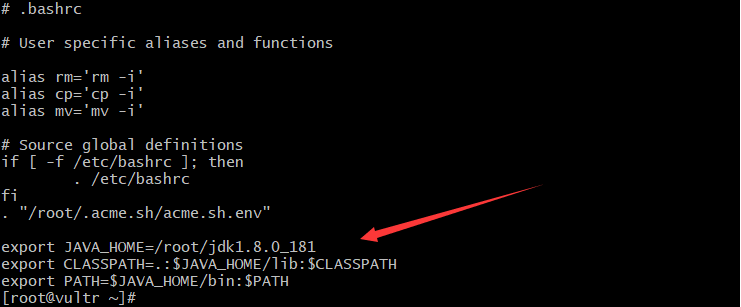 # .bashrc
# User specific aliases and functions
alias rm='rm -i'
alias cp='cp -i'
alias mv='mv -i'
# Source global definitions
if [ -f /etc/bashrc ]; then
        . /etc/bashrc
fi
. "/root/.acme.sh/acme.sh.env"
export JAVA_HOME=/root/jdk1.8.0_181
export CLASSPATH=.:$JAVA_HOME/lib:$CLASSPATH
export PATH=$JAVA_HOME/bin:$PATH
[root@vultr ~]#